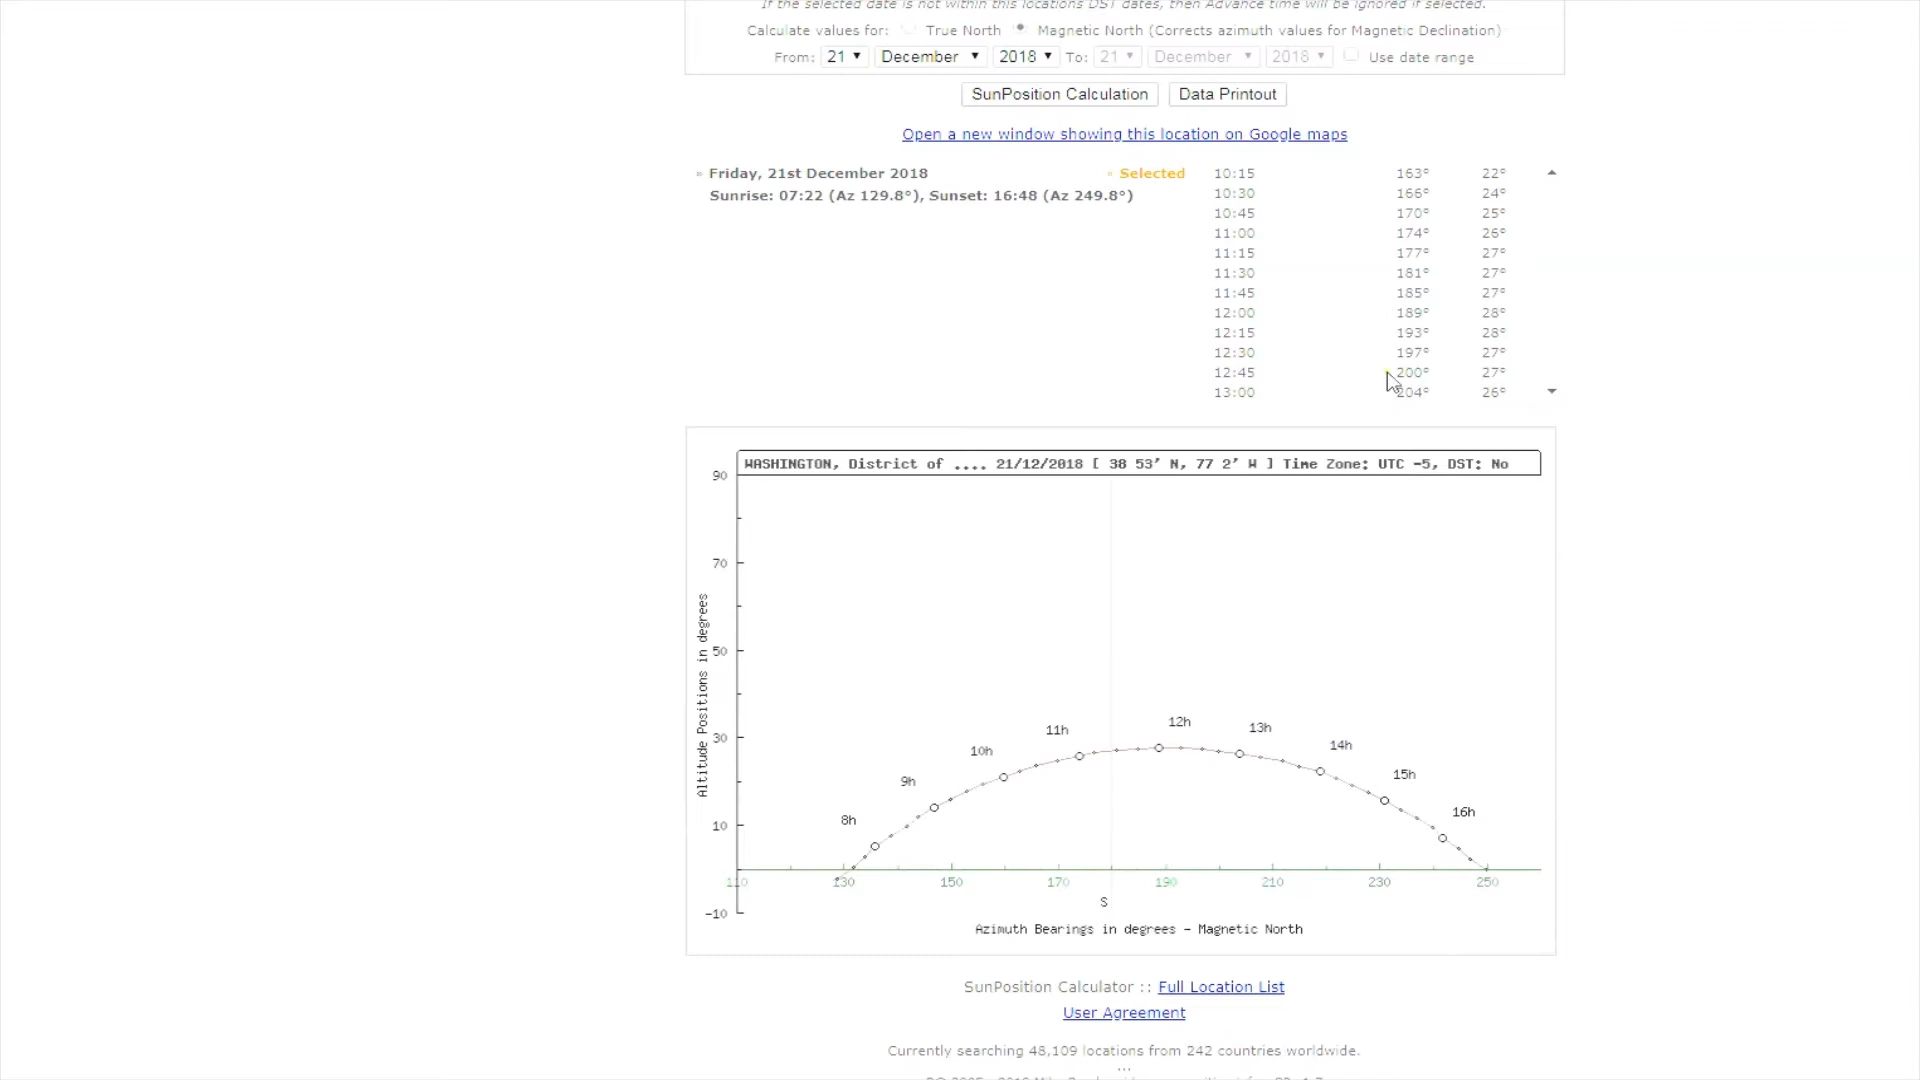 If the selected date is not within this locations DST dates, then Advance time will be ignored if selected.
Calculate values for: True North Magnetic North (Corrects azimuth values for Magnetic Declination)
From: 21 December 2018 To: 21 December 2018 Use date range
SunPosition Calculation Data Printout
Open a new window showing this location on Google maps
» Friday, 21st December 2018 Selected
Sunrise: 07:22 (Az 129.8°), Sunset: 16:48 (Az 249.8°)
10:15 163° 22°
10:30 166° 24°
10:45 170° 25°
11:00 174° 26°
11:15 177° 27°
11:30 181° 27°
11:45 185° 27°
12:00 189° 28°
12:15 193° 28°
12:30 197° 27°
12:45 200° 27°
13:00 204° 26°
WASHINGTON, District of .... 21/12/2018 [ 38 53' N, 77 2' W ] Time Zone: UTC -5, DST: No
90
70
50
30
10
-10
Altitude Positions in degrees
8h
9h
10h
11h
12h
13h
14h
15h
16h
110 130 150 170 190 210 230 250
S
Azimuth Bearings in degrees - Magnetic North
SunPosition Calculator :: Full Location List
User Agreement
Currently searching 48,109 locations from 242 countries worldwide.
...